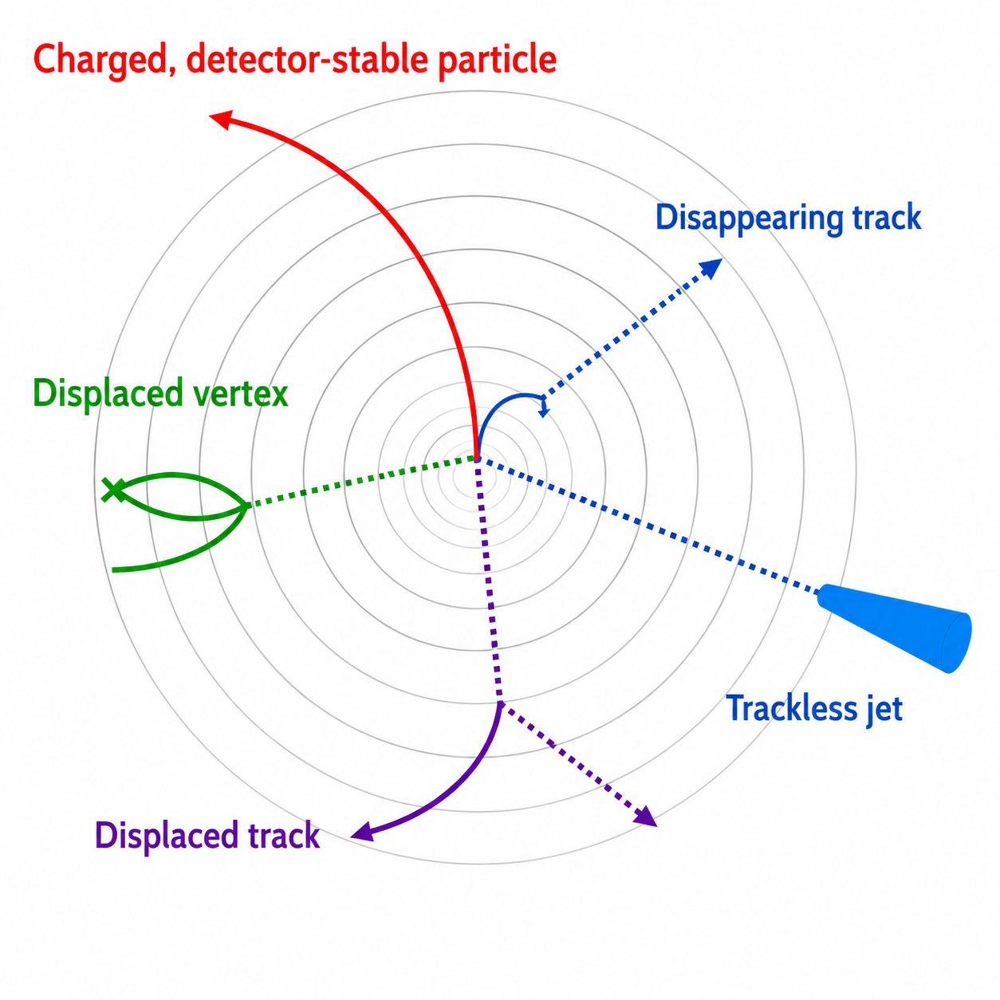 Charged, detector-stable particle
Disappearing track
Displaced vertex
Trackless jet
Displaced track